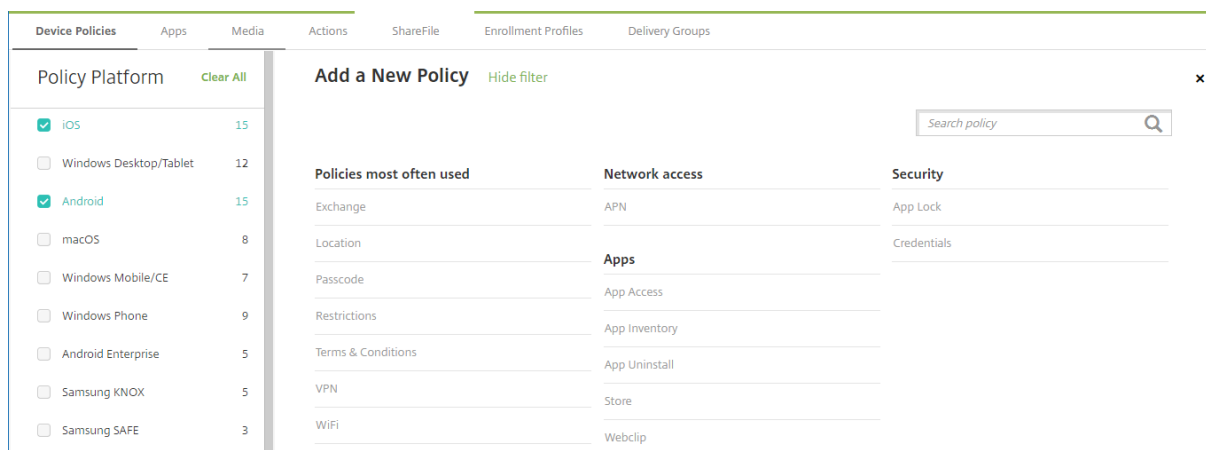 Device Policies Apps Media Actions ShareFile Enrollment Profiles Delivery Groups
Policy Platform Clear All
iOS 15
Windows Desktop/Tablet 12
Android 15
macOS 8
Windows Mobile/CE 7
Windows Phone 9
Android Enterprise 5
Samsung KNOX 5
Samsung SAFE 3
Add a New Policy Hide filter
Search policy
Policies most often used
Exchange
Location
Passcode
Restrictions
Terms & Conditions
VPN
WiFi
Network access
APN
Apps
App Access
App Inventory
App Uninstall
Store
Webclip
Security
App Lock
Credentials